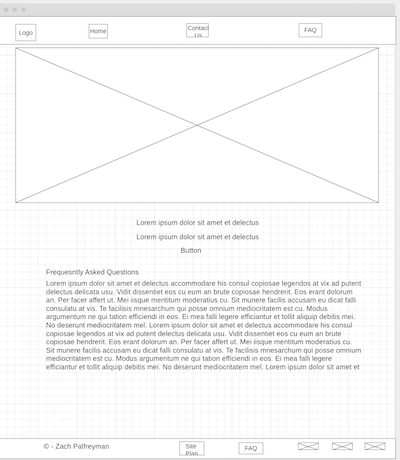 Logo
Home
Contact
Us
FAQ
Lorem ipsum dolor sit amet et delectus
Lorem ipsum dolor sit amet et delectus
Button
Frequesntly Asked Questions
Lorem ipsum dolor sit amet et delectus accommodare his consul copiosae legendos at vix ad putent
delectus delicata usu. Vidit dissentiet eos cu eum an brute copiosae hendrerit. Eos erant dolorum
an. Per facer affert ut. Mei iisque mentitum moderatius cu. Sit munere facilis accusam eu dicat falli
consulatu at vis. Te facilisis mnesarchum qui posse omnium mediocritatem est cu. Modus
argumentum ne qui tation efficiendi in eos. Ei mea falli legere efficiantur et tollit aliquip debitis mei.
No deserunt mediocritatem mel. Lorem ipsum dolor sit amet et delectus accommodare his consul
copiosae legendos at vix ad putent delectus delicata usu. Vidit dissentiet eos cu eum an brute
copiosae hendrerit. Eos erant dolorum an. Per facer affert ut. Mei iisque mentitum moderatius cu.
Sit munere facilis accusam eu dicat falli consulatu at vis. Te facilisis mnesarchum qui posse omnium
mediocritatem est cu. Modus argumentum ne qui tation efficiendi in eos. Ei mea falli legere
efficiantur et tollit aliquip debitis mei. No deserunt mediocritatem mel. Lorem ipsum dolor sit amet et
© - Zach Palfreyman
Site
Plan
FAQ